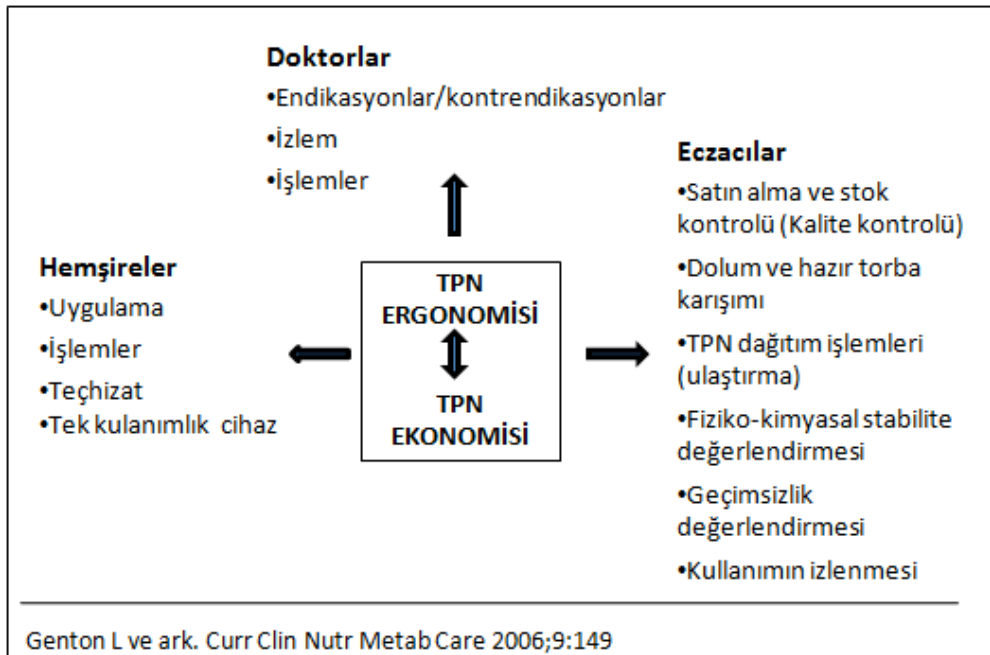 Doktorlar
•Endikasyonlar/kontrendikasyonlar
•İzlem
•İşlemler
Eczacılar
•Satın alma ve stok
kontrolü (Kalite kontrolü)
•Dolum ve hazır torba
karışımı
•TPN dağıtım işlemleri
(ulaştırma)
•Fiziko-kimyasal stabilite
değerlendirmesi
•Geçimsizlik
değerlendirmesi
•Kullanımın izlenmesi
Hemşireler
•Uygulama
•İşlemler
•Teçhizat
•Tek kulanımlık cihaz
TPN
ERGONOMİSİ
TPN
EKONOMİSİ
Genton L ve ark. Curr Clin Nutr Metab Care 2006;9:149